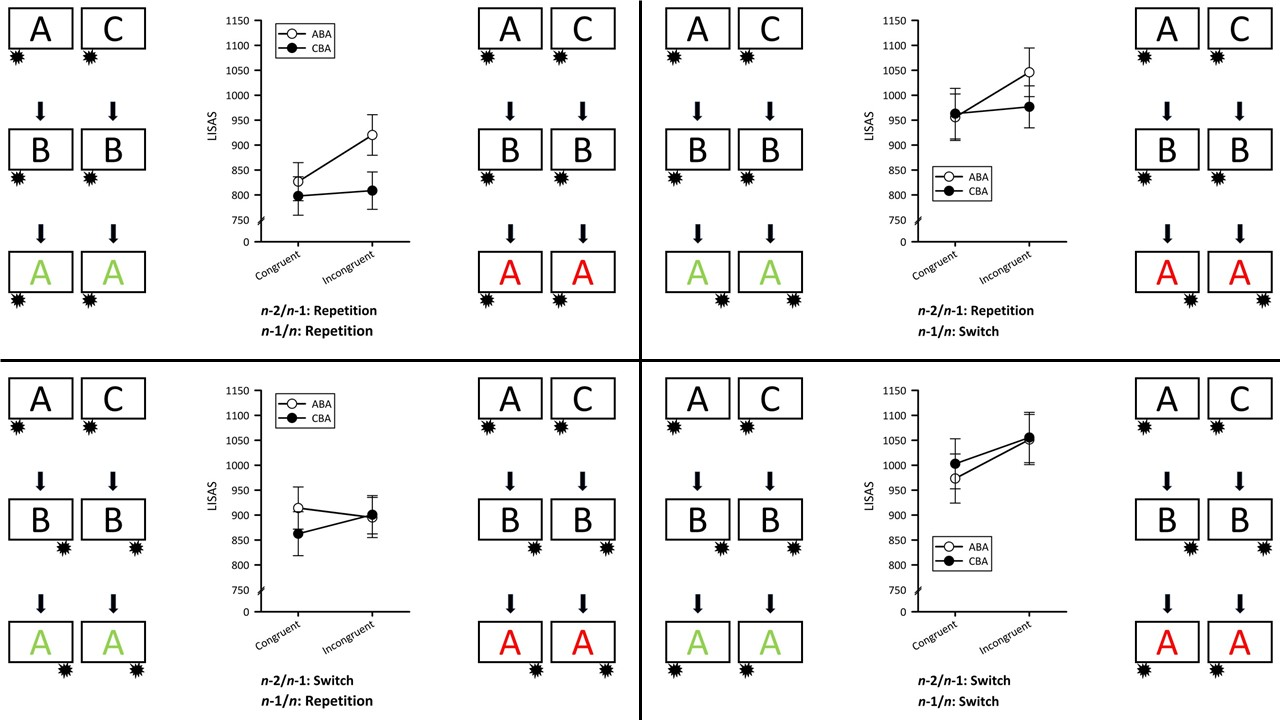 A C A C
B B B B
A A A A
1150
1100
1050
1000
950
900
850
800
750
0
LISAS
ABA
CBA
Congruent Incongruent
n-2/n-1: Repetition
n-1/n: Repetition
A C A C
B B B B
A A A A
1150
1100
1050
1000
950
900
850
800
750
0
LISAS
ABA
CBA
Congruent Incongruent
n-2/n-1: Repetition
n-1/n: Switch
A C A C
B B B B
A A A A
1150
1100
1050
1000
950
900
850
800
750
0
LISAS
ABA
CBA
Congruent Incongruent
n-2/n-1: Switch
n-1/n: Repetition
A C A C
B B B B
A A A A
1150
1100
1050
1000
950
900
850
800
750
0
LISAS
ABA
CBA
Congruent Incongruent
n-2/n-1: Switch
n-1/n: Switch